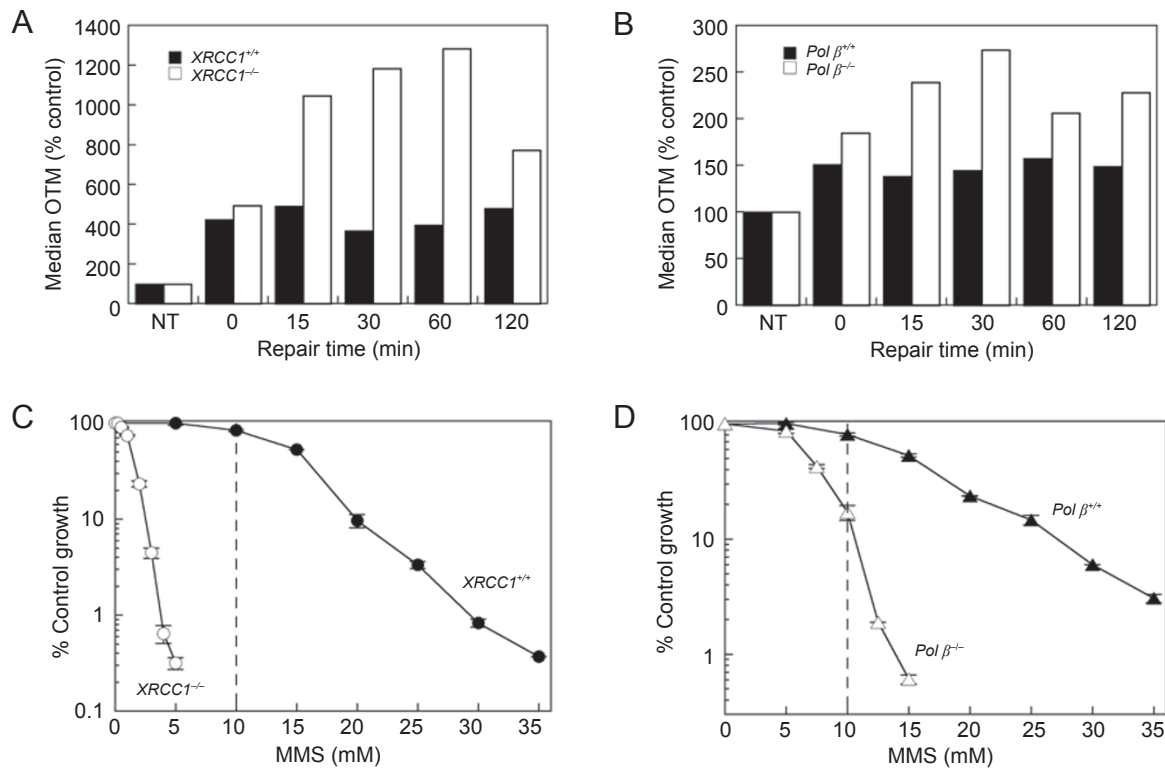 A
1400
1200
1000
800
600
400
200
0
Median OTM (% control)
XRCC1+/+
XRCC1–/–
NT 0 15 30 60 120
Repair time (min)
B
300
250
200
150
100
50
0
Median OTM (% control)
Pol β+/+
Pol β–/–
NT 0 15 30 60 120
Repair time (min)
C
100
10
1
0.1
% Control growth
XRCC1+/+
XRCC1–/–
0 5 10 15 20 25 30 35
MMS (mM)
D
100
10
1
% Control growth
Pol β+/+
Pol β–/–
0 5 10 15 20 25 30 35
MMS (mM)